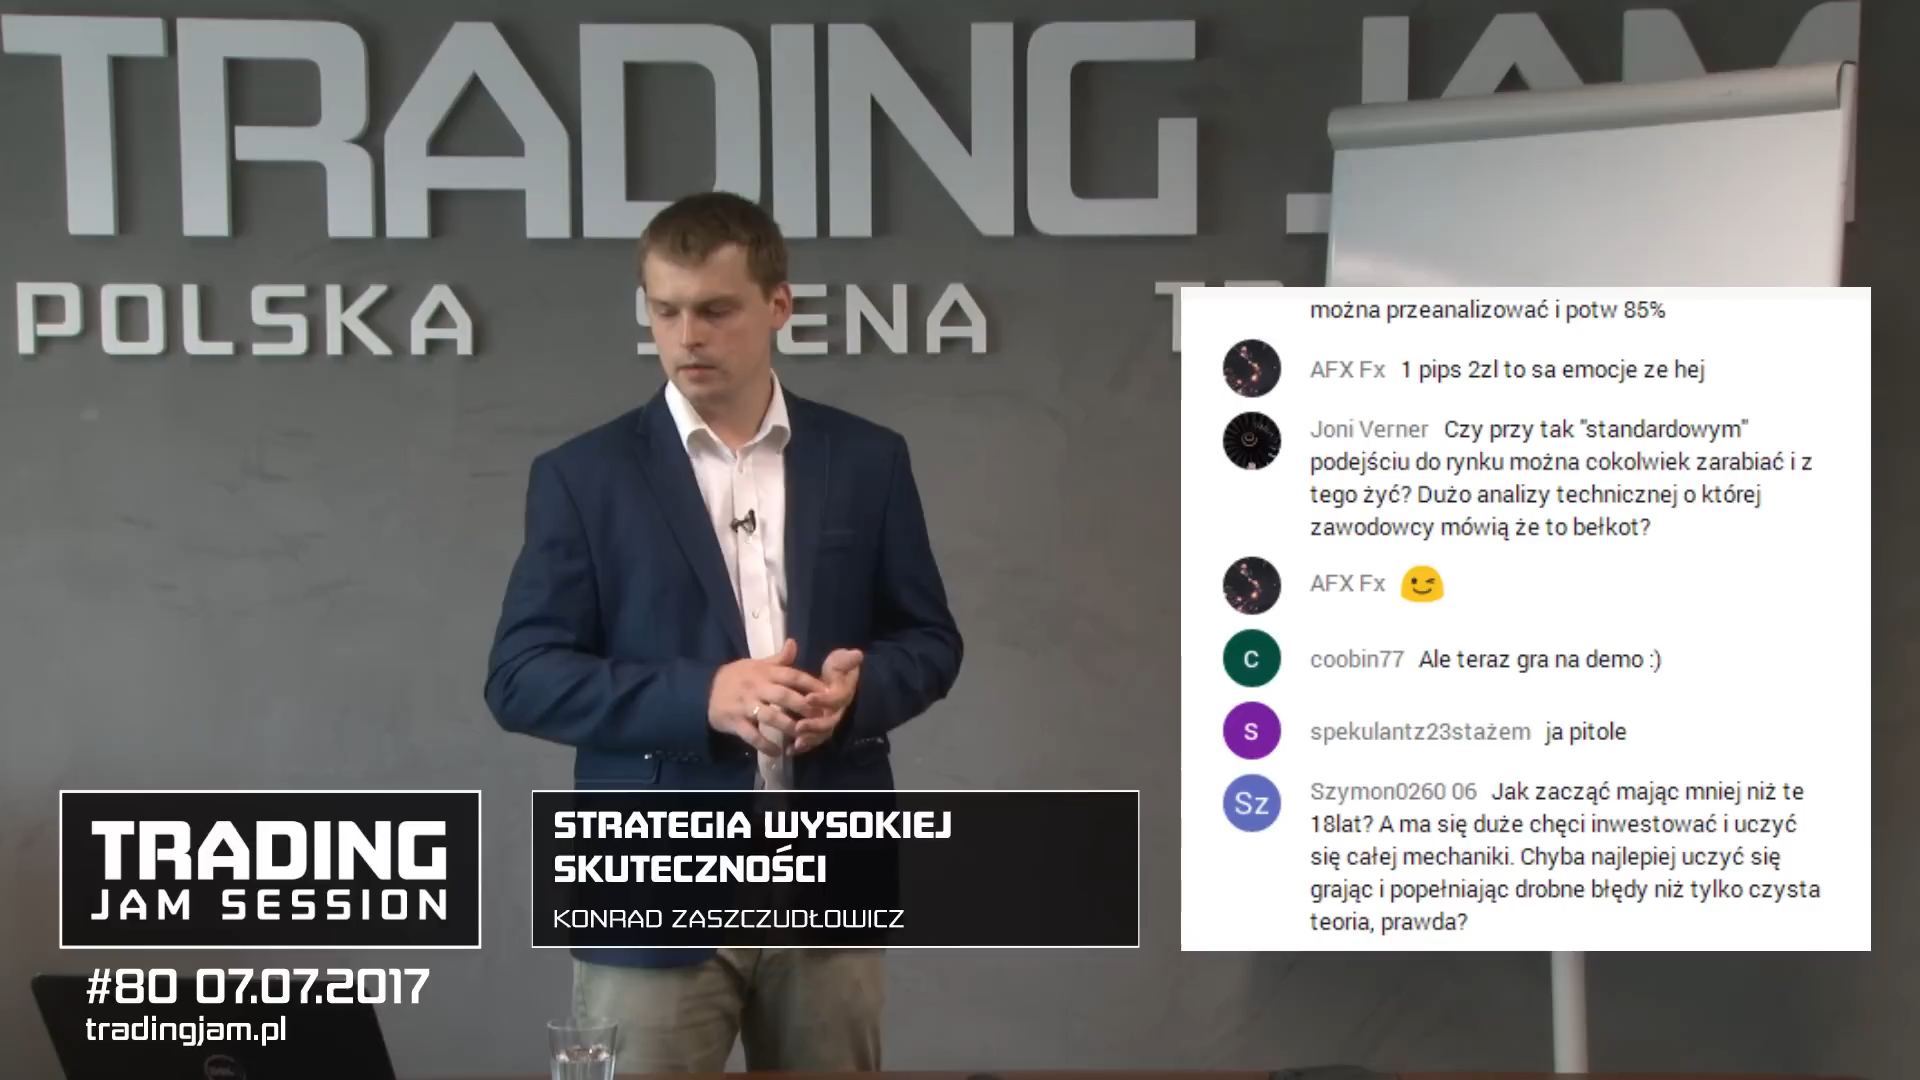 TRADING JAM
POLSKA S ENA T
można przeanalizować i potw 85%
AFX Fx 1 pips 2zl to sa emocje ze hej
Joni Verner Czy przy tak "standardowym"
podejściu do rynku można cokolwiek zarabiać i z
tego żyć? Dużo analizy technicznej o której
zawodowcy mówią że to bełkot?
AFX Fx 😉
C coobin77 Ale teraz gra na demo :)
s spekulantz23stażem ja pitole
Sz Szymon0260 06 Jak zacząć mając mniej niż te
18lat? A ma się duże chęci inwestować i uczyć
się całej mechaniki. Chyba najlepiej uczyć się
grając i popełniając drobne błędy niż tylko czysta
teoria, prawda?
TRADING
JAM SESSION
STRATEGIA WYSOKIEJ
SKUTECZNOŚCI
KONRAD ZASZCZUDŁOWICZ
#80 07.07.2017
tradingjam.pl
DELL